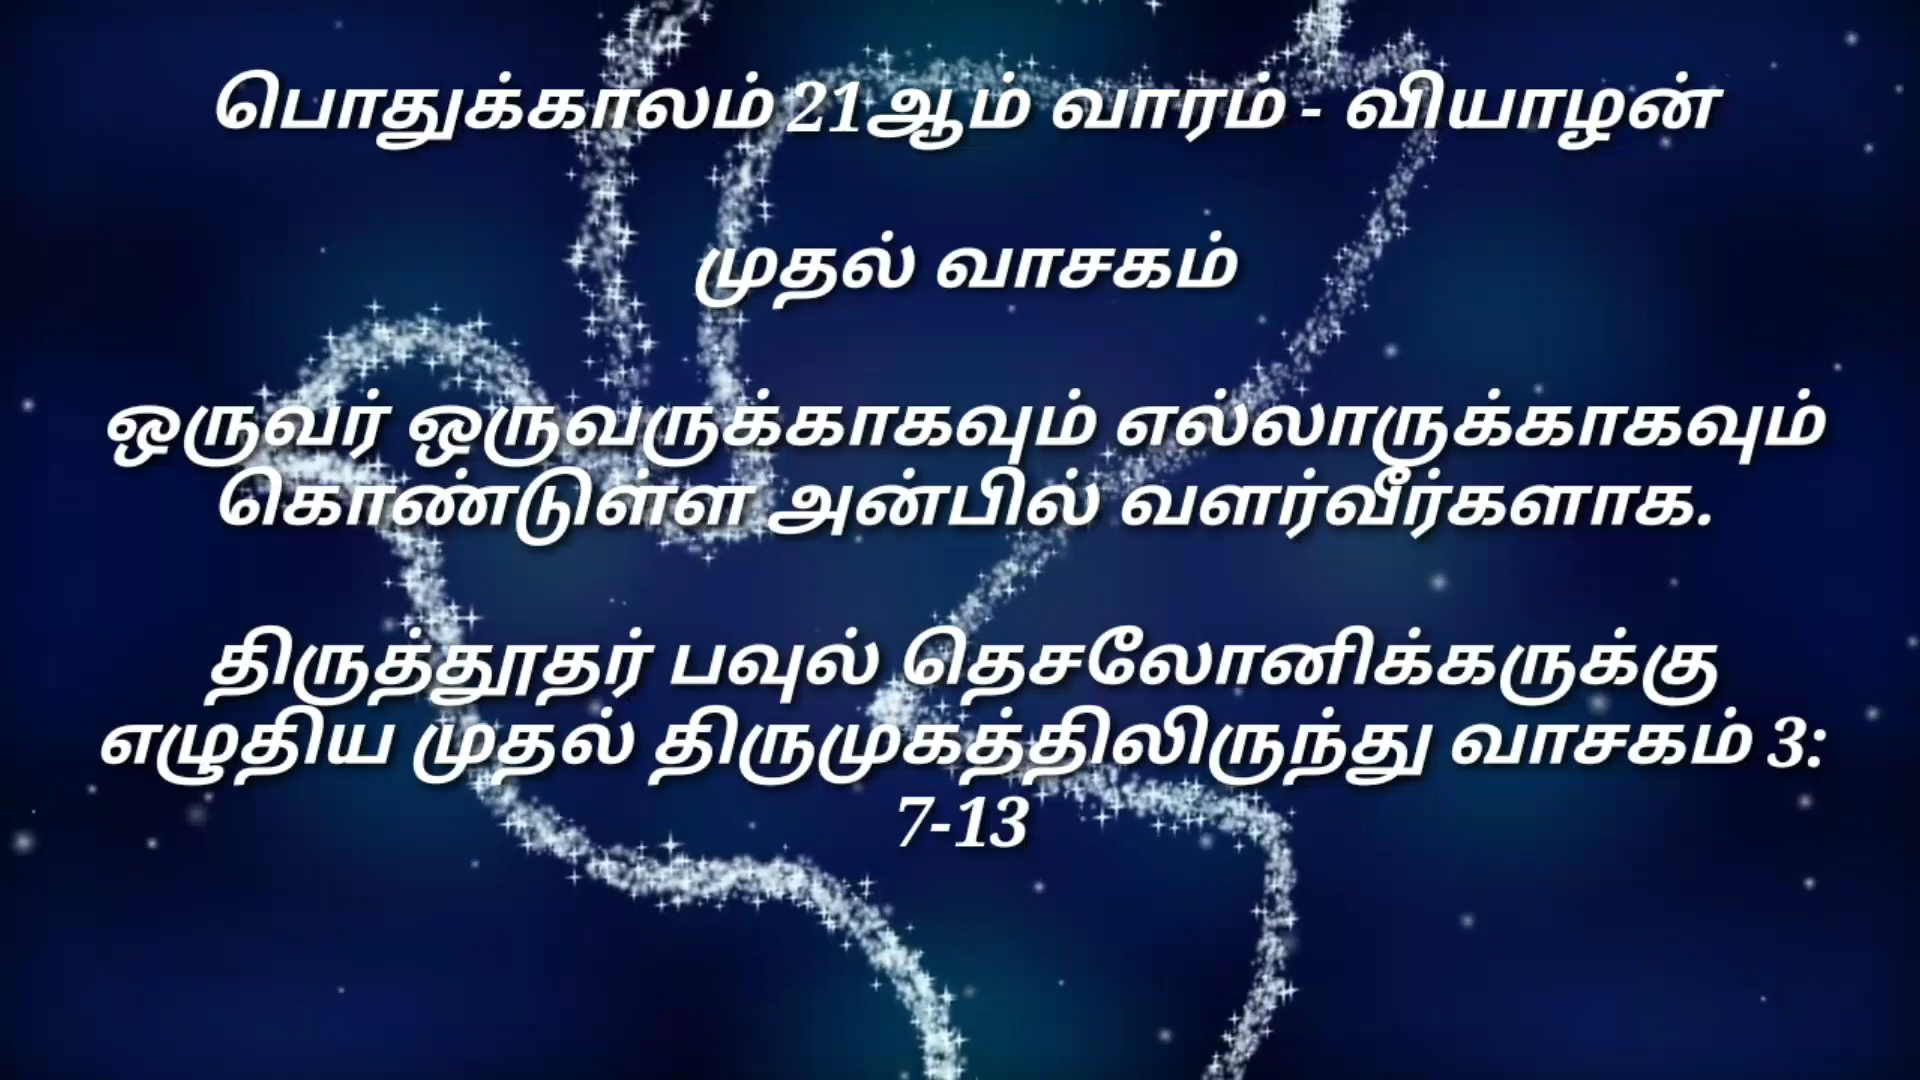 பொதுக்காலம் 21ஆம் வாரம் - வியாழன்
முதல் வாசகம்
ஒருவர் ஒருவருக்காகவும் எல்லாருக்காகவும்
கொண்டுள்ள அன்பில் வளர்வீர்களாக.
திருத்தூதர் பவுல் தெசலோனிக்கருக்கு
எழுதிய முதல் திருமுகத்திலிருந்து வாசகம் 3:
7-13